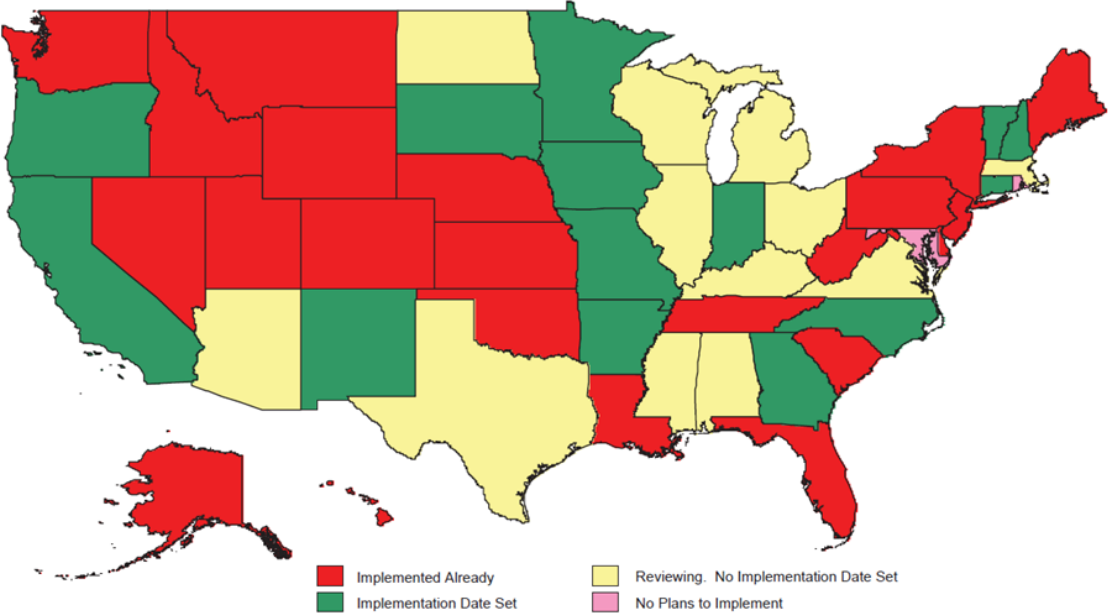 Implemented Already
Reviewing. No Implementation Date Set
Implementation Date Set
No Plans to Implement